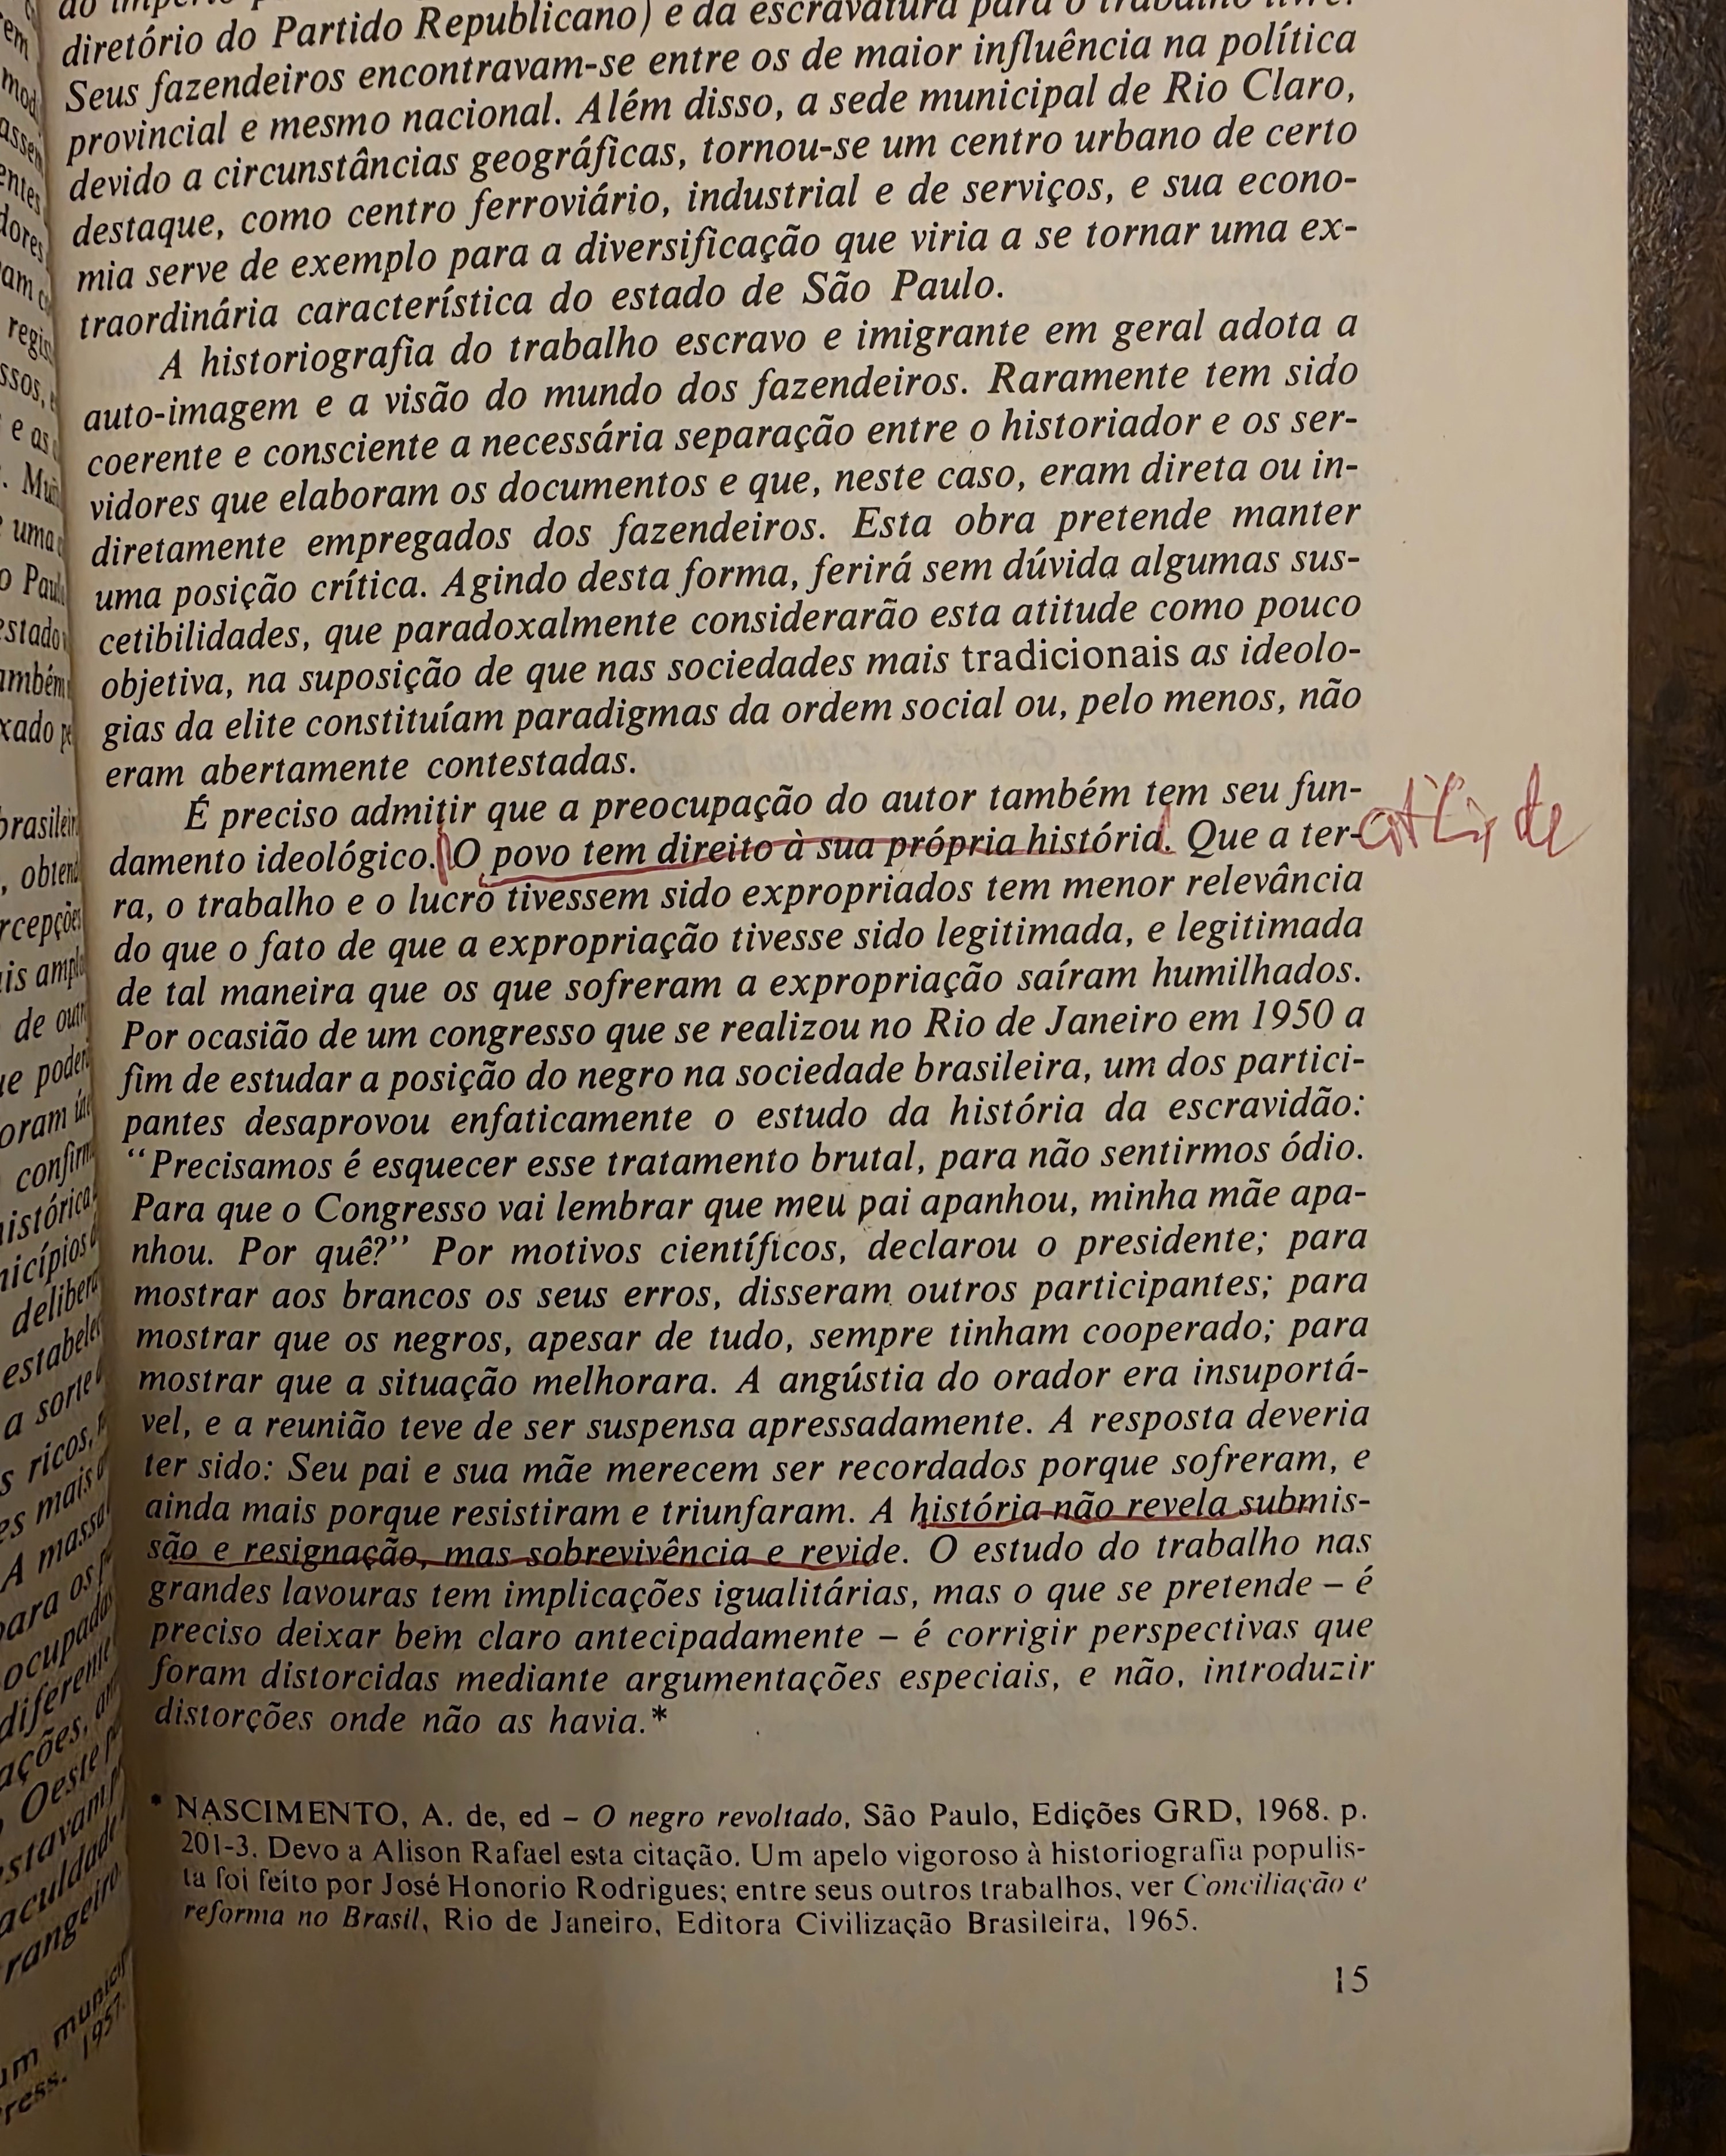 diretório do Partido Republicano) e da escravatura para o trabalho livre.
Seus fazendeiros encontravam-se entre os de maior influência na política
provincial e mesmo nacional. Além disso, a sede municipal de Rio Claro,
devido a circunstâncias geográficas, tornou-se um centro urbano de certo
destaque, como centro ferroviário, industrial e de serviços, e sua econo-
mia serve de exemplo para a diversificação que viria a se tornar uma ex-
traordinária característica do estado de São Paulo.
A historiografia do trabalho escravo e imigrante em geral adota a
auto-imagem e a visão do mundo dos fazendeiros. Raramente tem sido
coerente e consciente a necessária separação entre o historiador e os ser-
vidores que elaboram os documentos e que, neste caso, eram direta ou in-
diretamente empregados dos fazendeiros. Esta obra pretende manter
uma posição crítica. Agindo desta forma, ferirá sem dúvida algumas sus-
cetibilidades, que paradoxalmente considerarão esta atitude como pouco
objetiva, na suposição de que nas sociedades mais tradicionais as ideolo-
gias da elite constituíam paradigmas da ordem social ou, pelo menos, não
eram abertamente contestadas.
É preciso admitir que a preocupação do autor também tem seu fun-
damento ideológico. O povo tem direito à sua própria história. Que a ter-
ra, o trabalho e o lucro tivessem sido expropriados tem menor relevância
do que o fato de que a expropriação tivesse sido legitimada, e legitimada
de tal maneira que os que sofreram a expropriação saíram humilhados.
Por ocasião de um congresso que se realizou no Rio de Janeiro em 1950 a
fim de estudar a posição do negro na sociedade brasileira, um dos partici-
pantes desaprovou enfaticamente o estudo da história da escravidão:
“Precisamos é esquecer esse tratamento brutal, para não sentirmos ódio.
Para que o Congresso vai lembrar que meu pai apanhou, minha mãe apa-
nhou. Por quê?” Por motivos científicos, declarou o presidente; para
mostrar aos brancos os seus erros, disseram outros participantes; para
mostrar que os negros, apesar de tudo, sempre tinham cooperado; para
mostrar que a situação melhorara. A angústia do orador era insuportá-
vel, e a reunião teve de ser suspensa apressadamente. A resposta deveria
ter sido: Seu pai e sua mãe merecem ser recordados porque sofreram, e
ainda mais porque resistiram e triunfaram. A história não revela submis-
são e resignação, mas sobrevivência e revide. O estudo do trabalho nas
grandes lavouras tem implicações igualitárias, mas o que se pretende – é
preciso deixar bem claro antecipadamente – é corrigir perspectivas que
foram distorcidas mediante argumentações especiais, e não, introduzir
distorções onde não as havia.*
* NASCIMENTO, A. de, ed – O negro revoltado, São Paulo, Edições GRD, 1968. p.
201-3. Devo a Alison Rafael esta citação. Um apelo vigoroso à historiografia populis-
ta foi feito por José Honorio Rodrigues; entre seus outros trabalhos, ver Conciliação e
reforma no Brasil, Rio de Janeiro, Editora Civilização Brasileira, 1965.
15